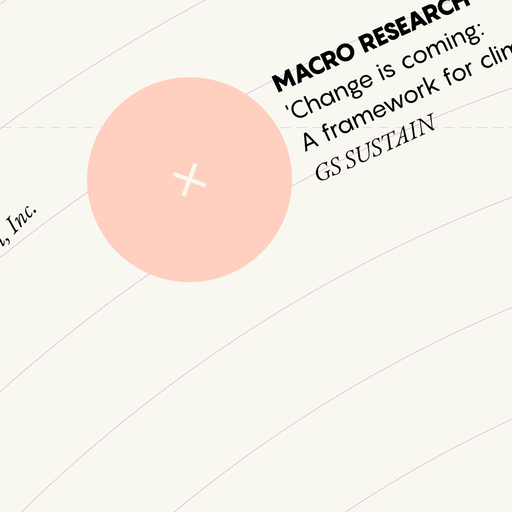 MACRO RESEARCH
'Change is coming:
A framework for
GS SUSTAIN
Inc.